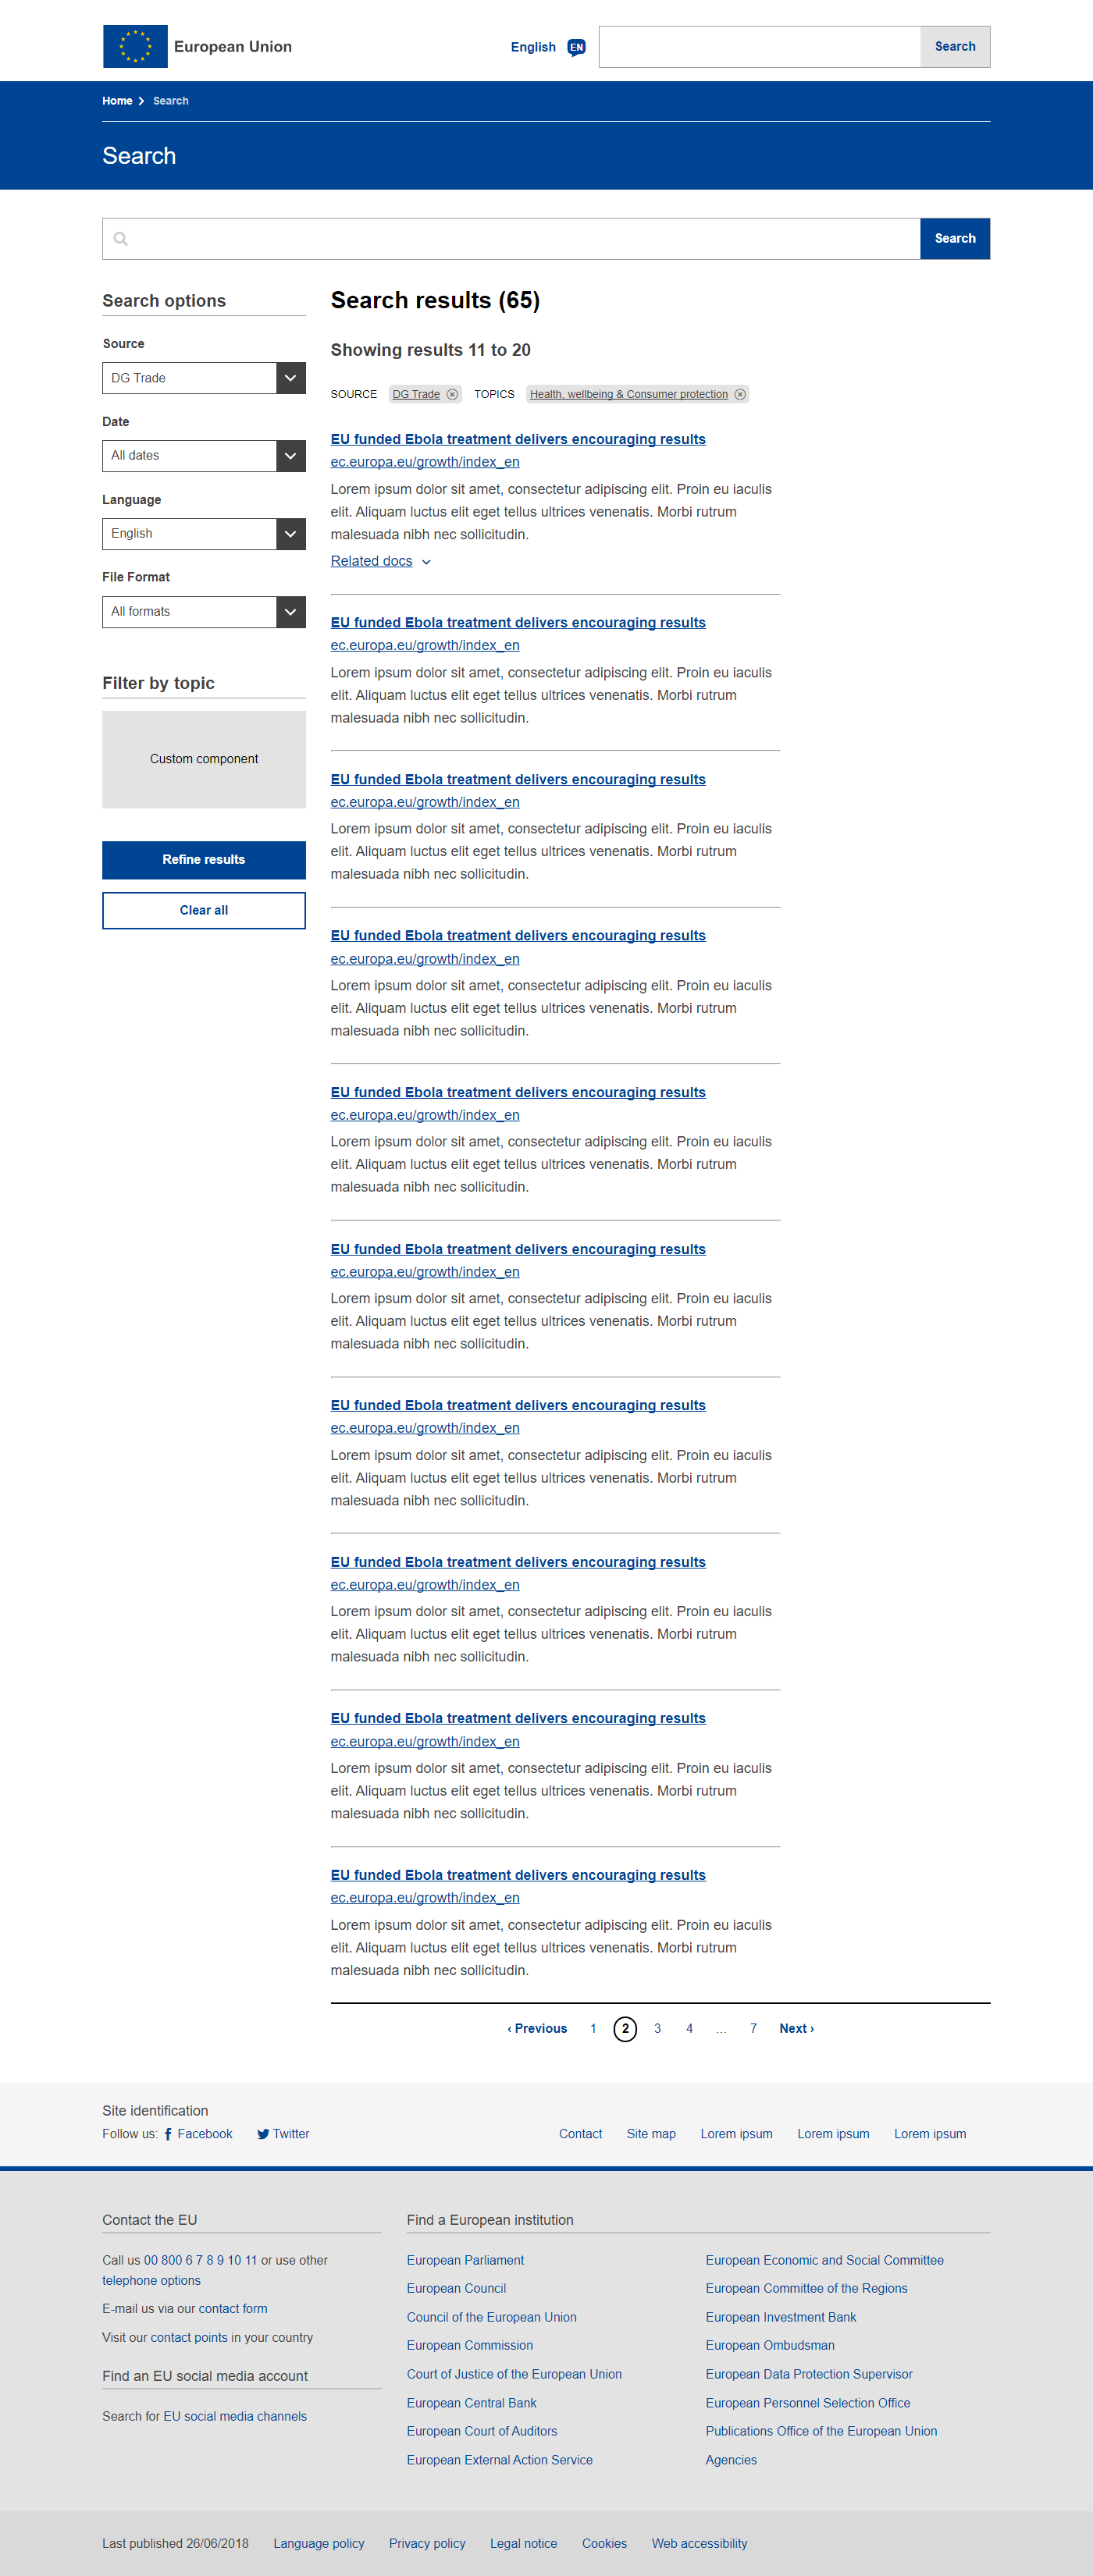 European Union
English EN
Search
Home Search
Search
Search
Search options
Source
DG Trade
Date
All dates
Language
English
File Format
All formats
Filter by topic
Custom component
Refine results
Clear all
Search results (65)
Showing results 11 to 20
SOURCE DG Trade TOPICS Health, wellbeing & Consumer protection
EU funded Ebola treatment delivers encouraging results
ec.europa.eu/growth/index_en
Lorem ipsum dolor sit amet, consectetur adipiscing elit. Proin eu iaculis
elit. Aliquam luctus elit eget tellus ultrices venenatis. Morbi rutrum
malesuada nibh nec sollicitudin.
Related docs
EU funded Ebola treatment delivers encouraging results
ec.europa.eu/growth/index_en
Lorem ipsum dolor sit amet, consectetur adipiscing elit. Proin eu iaculis
elit. Aliquam luctus elit eget tellus ultrices venenatis. Morbi rutrum
malesuada nibh nec sollicitudin.
EU funded Ebola treatment delivers encouraging results
ec.europa.eu/growth/index_en
Lorem ipsum dolor sit amet, consectetur adipiscing elit. Proin eu iaculis
elit. Aliquam luctus elit eget tellus ultrices venenatis. Morbi rutrum
malesuada nibh nec sollicitudin.
EU funded Ebola treatment delivers encouraging results
ec.europa.eu/growth/index_en
Lorem ipsum dolor sit amet, consectetur adipiscing elit. Proin eu iaculis
elit. Aliquam luctus elit eget tellus ultrices venenatis. Morbi rutrum
malesuada nibh nec sollicitudin.
EU funded Ebola treatment delivers encouraging results
ec.europa.eu/growth/index_en
Lorem ipsum dolor sit amet, consectetur adipiscing elit. Proin eu iaculis
elit. Aliquam luctus elit eget tellus ultrices venenatis. Morbi rutrum
malesuada nibh nec sollicitudin.
EU funded Ebola treatment delivers encouraging results
ec.europa.eu/growth/index_en
Lorem ipsum dolor sit amet, consectetur adipiscing elit. Proin eu iaculis
elit. Aliquam luctus elit eget tellus ultrices venenatis. Morbi rutrum
malesuada nibh nec sollicitudin.
EU funded Ebola treatment delivers encouraging results
ec.europa.eu/growth/index_en
Lorem ipsum dolor sit amet, consectetur adipiscing elit. Proin eu iaculis
elit. Aliquam luctus elit eget tellus ultrices venenatis. Morbi rutrum
malesuada nibh nec sollicitudin.
EU funded Ebola treatment delivers encouraging results
ec.europa.eu/growth/index_en
Lorem ipsum dolor sit amet, consectetur adipiscing elit. Proin eu iaculis
elit. Aliquam luctus elit eget tellus ultrices venenatis. Morbi rutrum
malesuada nibh nec sollicitudin.
EU funded Ebola treatment delivers encouraging results
ec.europa.eu/growth/index_en
Lorem ipsum dolor sit amet, consectetur adipiscing elit. Proin eu iaculis
elit. Aliquam luctus elit eget tellus ultrices venenatis. Morbi rutrum
malesuada nibh nec sollicitudin.
EU funded Ebola treatment delivers encouraging results
ec.europa.eu/growth/index_en
Lorem ipsum dolor sit amet, consectetur adipiscing elit. Proin eu iaculis
elit. Aliquam luctus elit eget tellus ultrices venenatis. Morbi rutrum
malesuada nibh nec sollicitudin.
‹ Previous 1 2 3 4 … 7 Next ›
Site identification
Follow us: Facebook Twitter
Contact Site map Lorem ipsum Lorem ipsum Lorem ipsum
Contact the EU
Call us 00 800 6 7 8 9 10 11 or use other
telephone options
E-mail us via our contact form
Visit our contact points in your country
Find an EU social media account
Search for EU social media channels
Find a European institution
European Parliament
European Council
Council of the European Union
European Commission
Court of Justice of the European Union
European Central Bank
European Court of Auditors
European External Action Service
European Economic and Social Committee
European Committee of the Regions
European Investment Bank
European Ombudsman
European Data Protection Supervisor
European Personnel Selection Office
Publications Office of the European Union
Agencies
Last published 26/06/2018 Language policy Privacy policy Legal notice Cookies Web accessibility